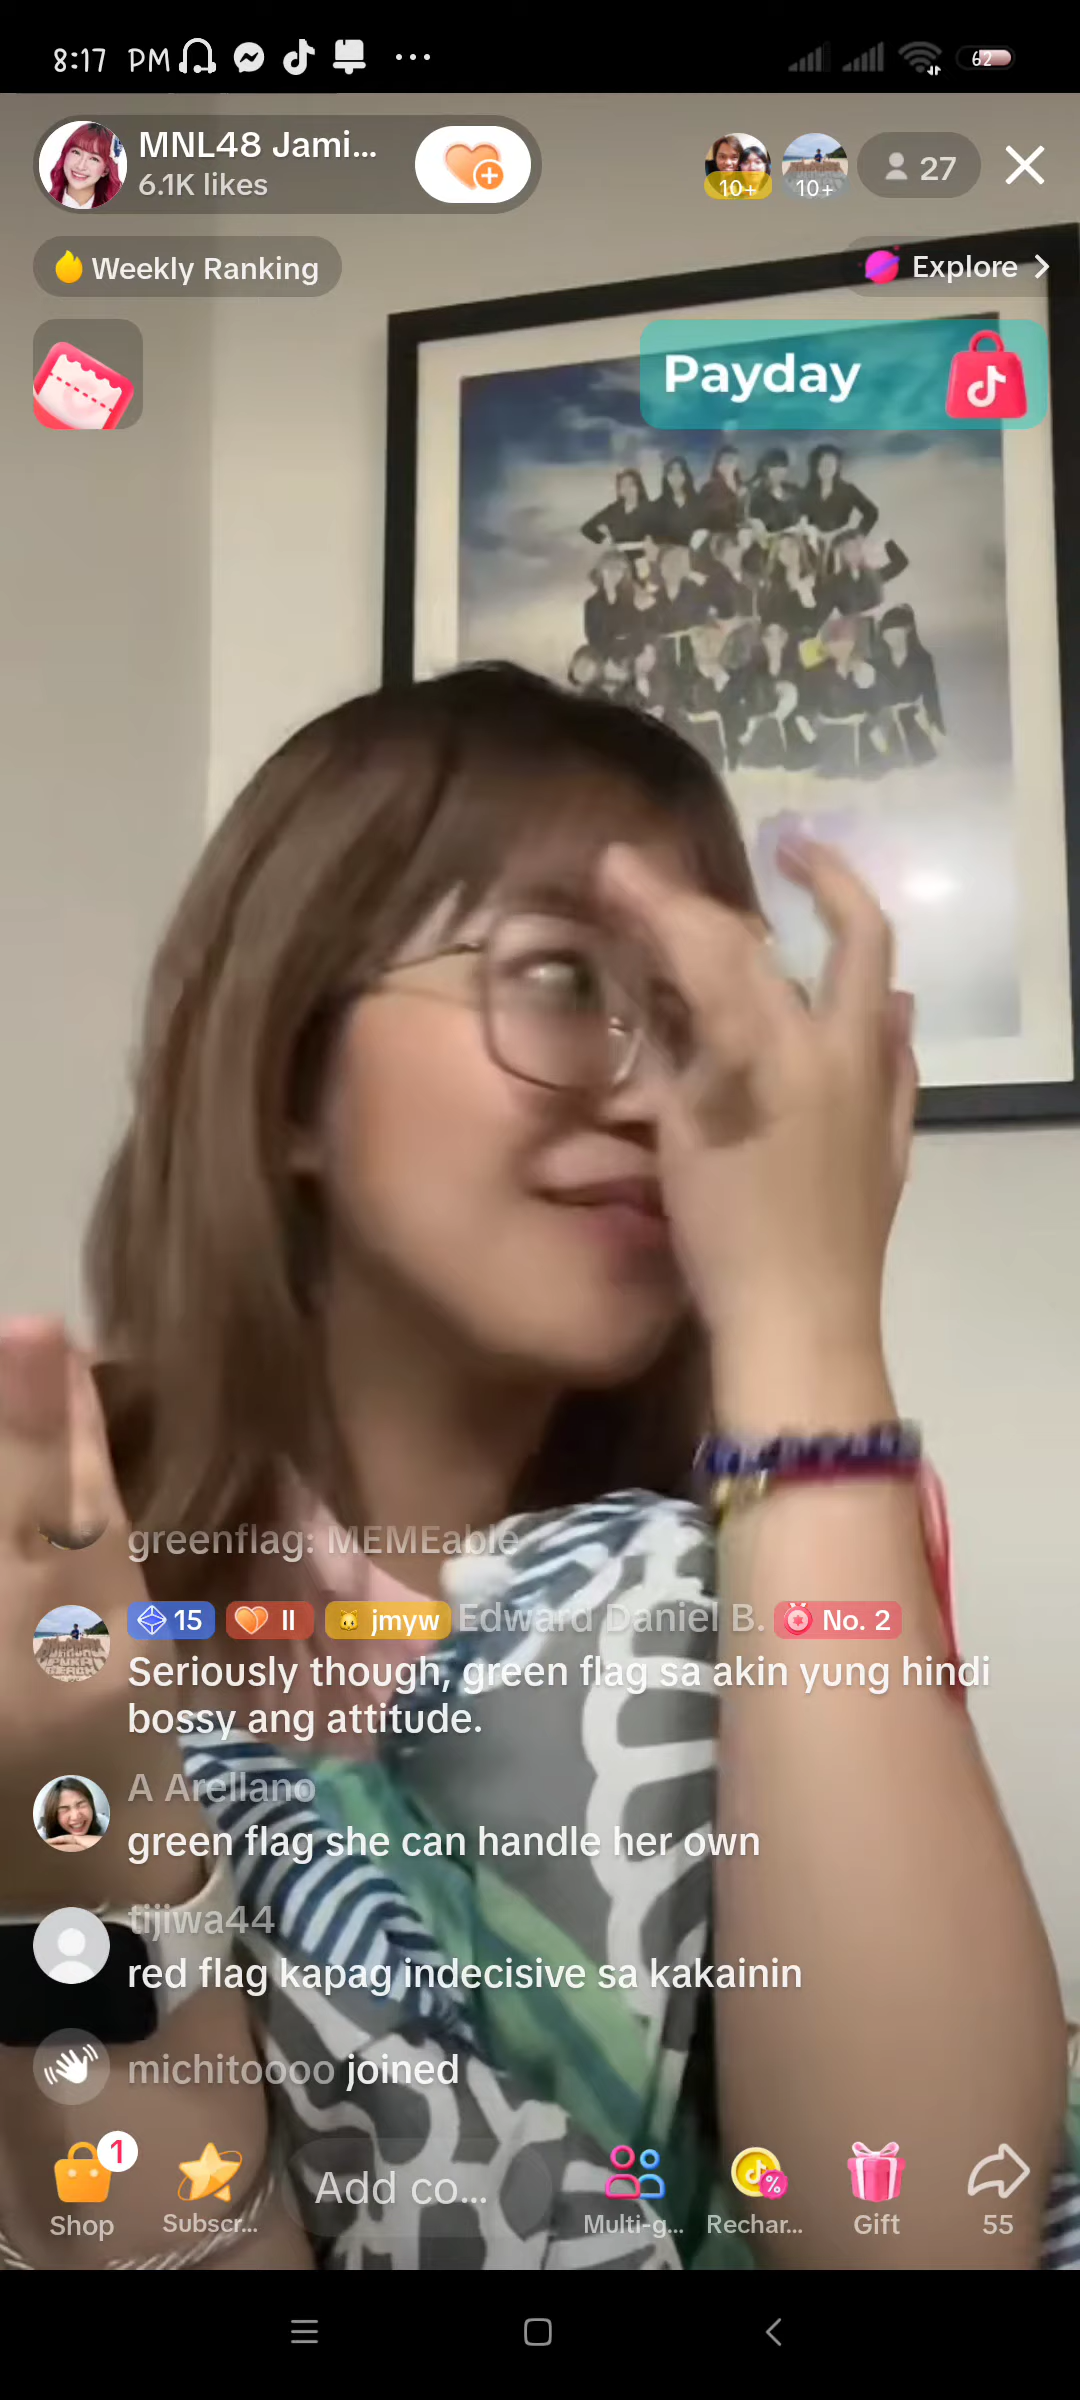 8:17 PM
62
MNL48 Jami...
6.1K likes
10+
10+
27
Weekly Ranking
Explore
Payday
greenflag: MEMEable
15 II jmyw Edward Daniel B. No. 2
Seriously though, green flag sa akin yung hindi
bossy ang attitude.
A Arellano
green flag she can handle her own
tijiwa44
red flag kapag indecisive sa kakainin
michitoooo joined
1
Add co...
Shop
Subscr...
Multi-g...
Rechar...
Gift
55